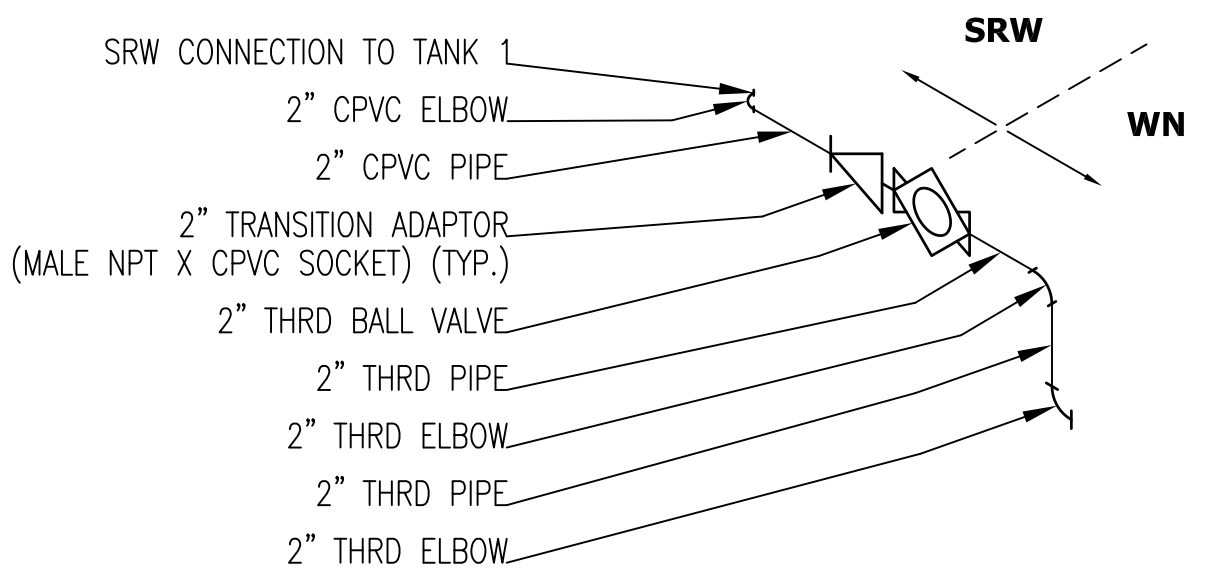 SRW
SRW CONNECTION TO TANK 1
2” CPVC ELBOW
WN
2” CPVC PIPE
2” TRANSITION ADAPTOR
(MALE NPT X CPVC SOCKET) (TYP.)
2” THRD BALL VALVE
2” THRD PIPE
2” THRD ELBOW
2” THRD PIPE
2” THRD ELBOW